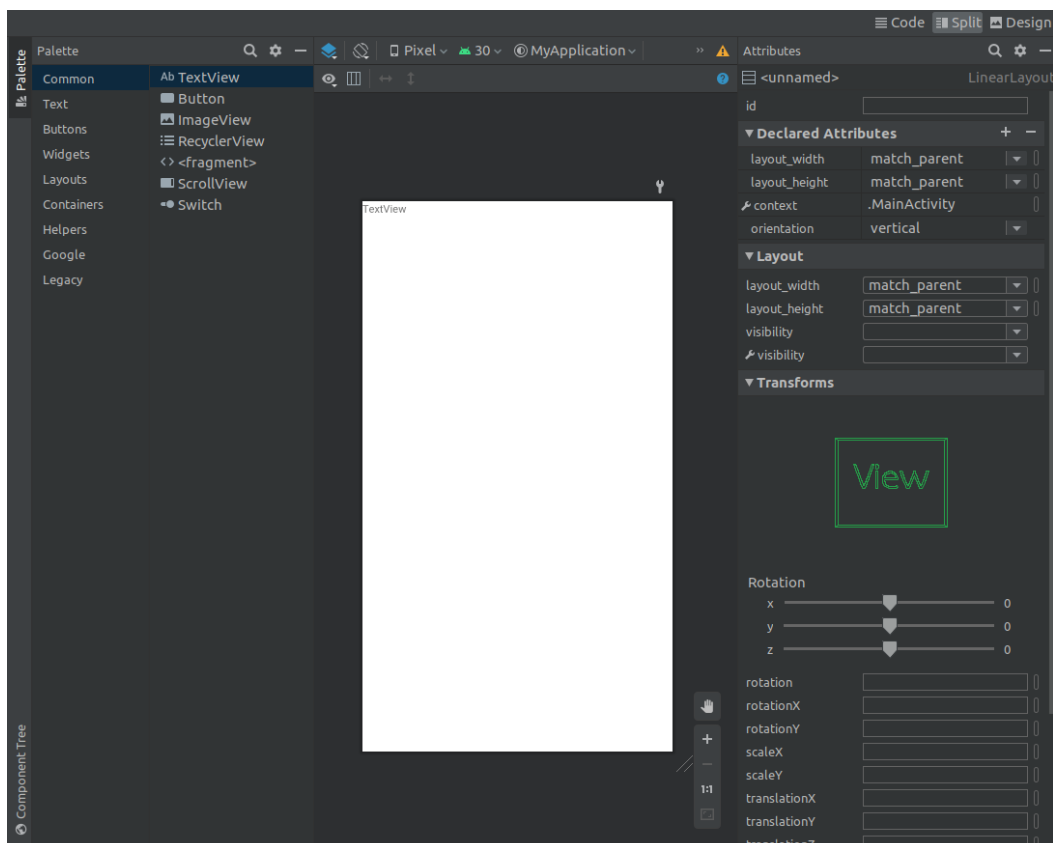 Code Split Design
Palette
Component Tree
Palette
Common
Text
Buttons
Widgets
Layouts
Containers
Helpers
Google
Legacy
Ab TextView
Button
ImageView
RecyclerView
<> <fragment>
ScrollView
Switch
Pixel 30 MyApplication »
?
TextView
1:1
Attributes
<unnamed> LinearLayout
id
Declared Attributes + −
layout_width match_parent
layout_height match_parent
context .MainActivity
orientation vertical
Layout
layout_width match_parent
layout_height match_parent
visibility
visibility
Transforms
View
Rotation
x 0
y 0
z 0
rotation
rotationX
rotationY
scaleX
scaleY
translationX
translationY
translationZ